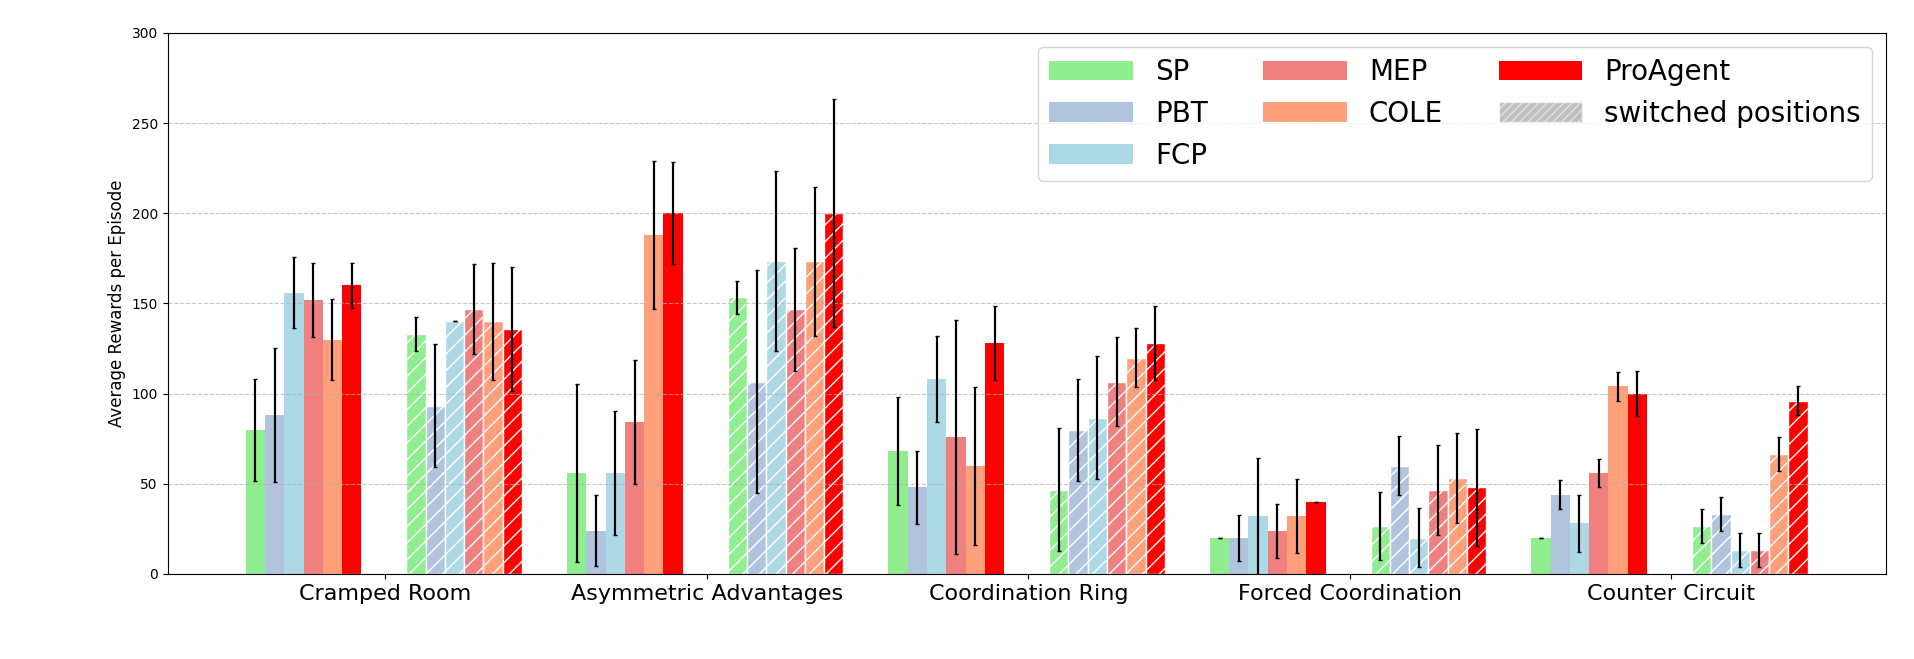 300
250
200
150
100
50
0
Average Rewards per Episode
SP
PBT
FCP
MEP
COLE
ProAgent
switched positions
Cramped Room
Asymmetric Advantages
Coordination Ring
Forced Coordination
Counter Circuit